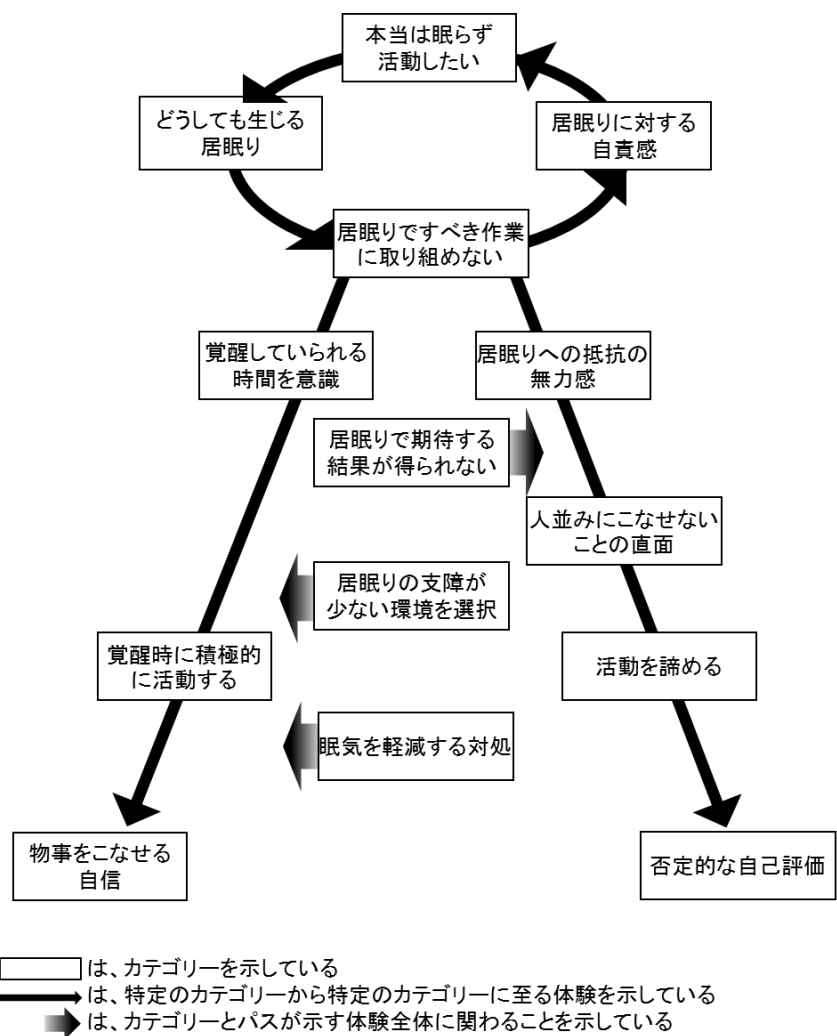 本当は眠らず
活動したい
どうしても生じる
居眠り
居眠りに対する
自責感
居眠りですべき作業
に取り組めない
覚醒していられる
時間を意識
居眠りへの抵抗の
無力感
居眠りで期待する
結果が得られない
人並みにこなせない
ことの直面
居眠りの支障が
少ない環境を選択
覚醒時に積極的
に活動する
活動を諦める
眠気を軽減する対処
物事をこなせる
自信
否定的な自己評価
は、カテゴリーを示している
は、特定のカテゴリーから特定のカテゴリーに至る体験を示している
は、カテゴリーとパスが示す体験全体に関わることを示している